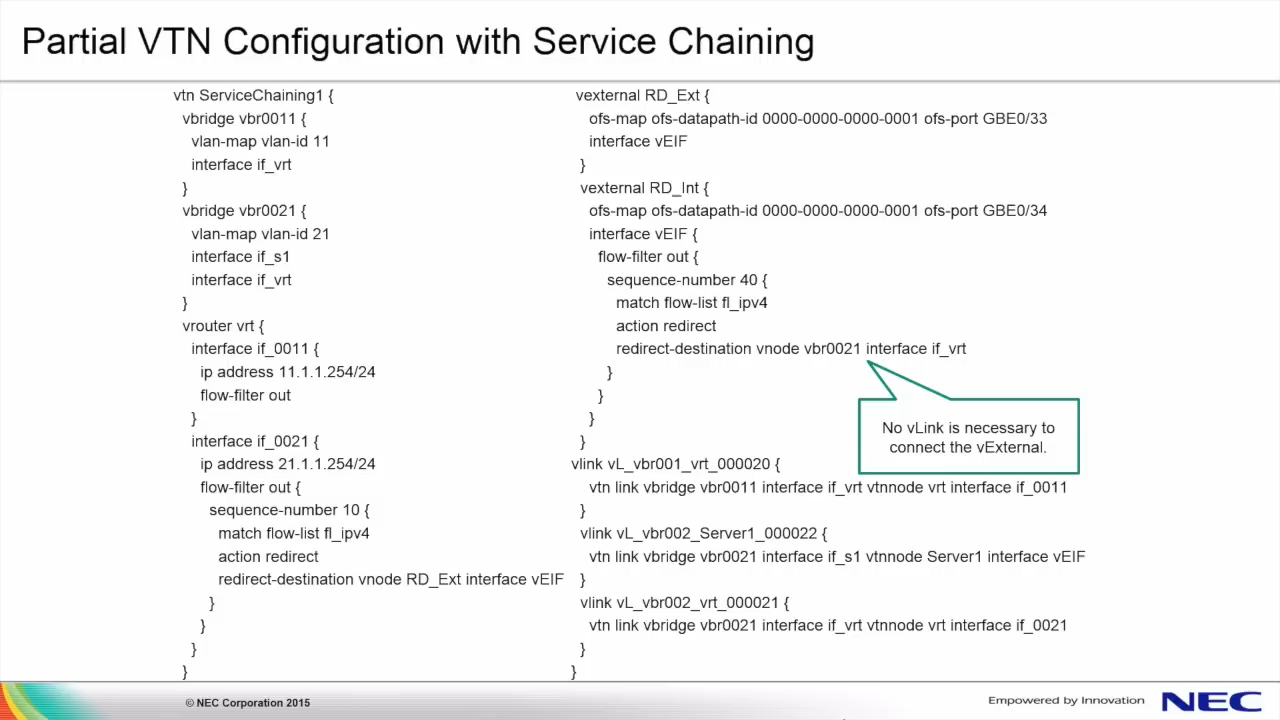 Partial VTN Configuration with Service Chaining
vtn ServiceChaining1 {
vbridge vbr0011 {
vlan-map vlan-id 11
interface if_vrt
}
vbridge vbr0021 {
vlan-map vlan-id 21
interface if_s1
interface if_vrt
}
vrouter vrt {
interface if_0011 {
ip address 11.1.1.254/24
flow-filter out
}
interface if_0021 {
ip address 21.1.1.254/24
flow-filter out {
sequence-number 10 {
match flow-list fl_ipv4
action redirect
redirect-destination vnode RD_Ext interface vEIF
}
}
}
}
vexternal RD_Ext {
ofs-map ofs-datapath-id 0000-0000-0000-0001 ofs-port GBE0/33
interface vEIF
}
vexternal RD_Int {
ofs-map ofs-datapath-id 0000-0000-0000-0001 ofs-port GBE0/34
interface vEIF {
flow-filter out {
sequence-number 40 {
match flow-list fl_ipv4
action redirect
redirect-destination vnode vbr0021 interface if_vrt
}
}
}
}
No vLink is necessary to
connect the vExternal.
vlink vL_vbr001_vrt_000020 {
vtn link vbridge vbr0011 interface if_vrt vtnnode vrt interface if_0011
}
vlink vL_vbr002_Server1_000022 {
vtn link vbridge vbr0021 interface if_s1 vtnnode Server1 interface vEIF
}
vlink vL_vbr002_vrt_000021 {
vtn link vbridge vbr0021 interface if_vrt vtnnode vrt interface if_0021
}
}
© NEC Corporation 2015
Empowered by Innovation
NEC